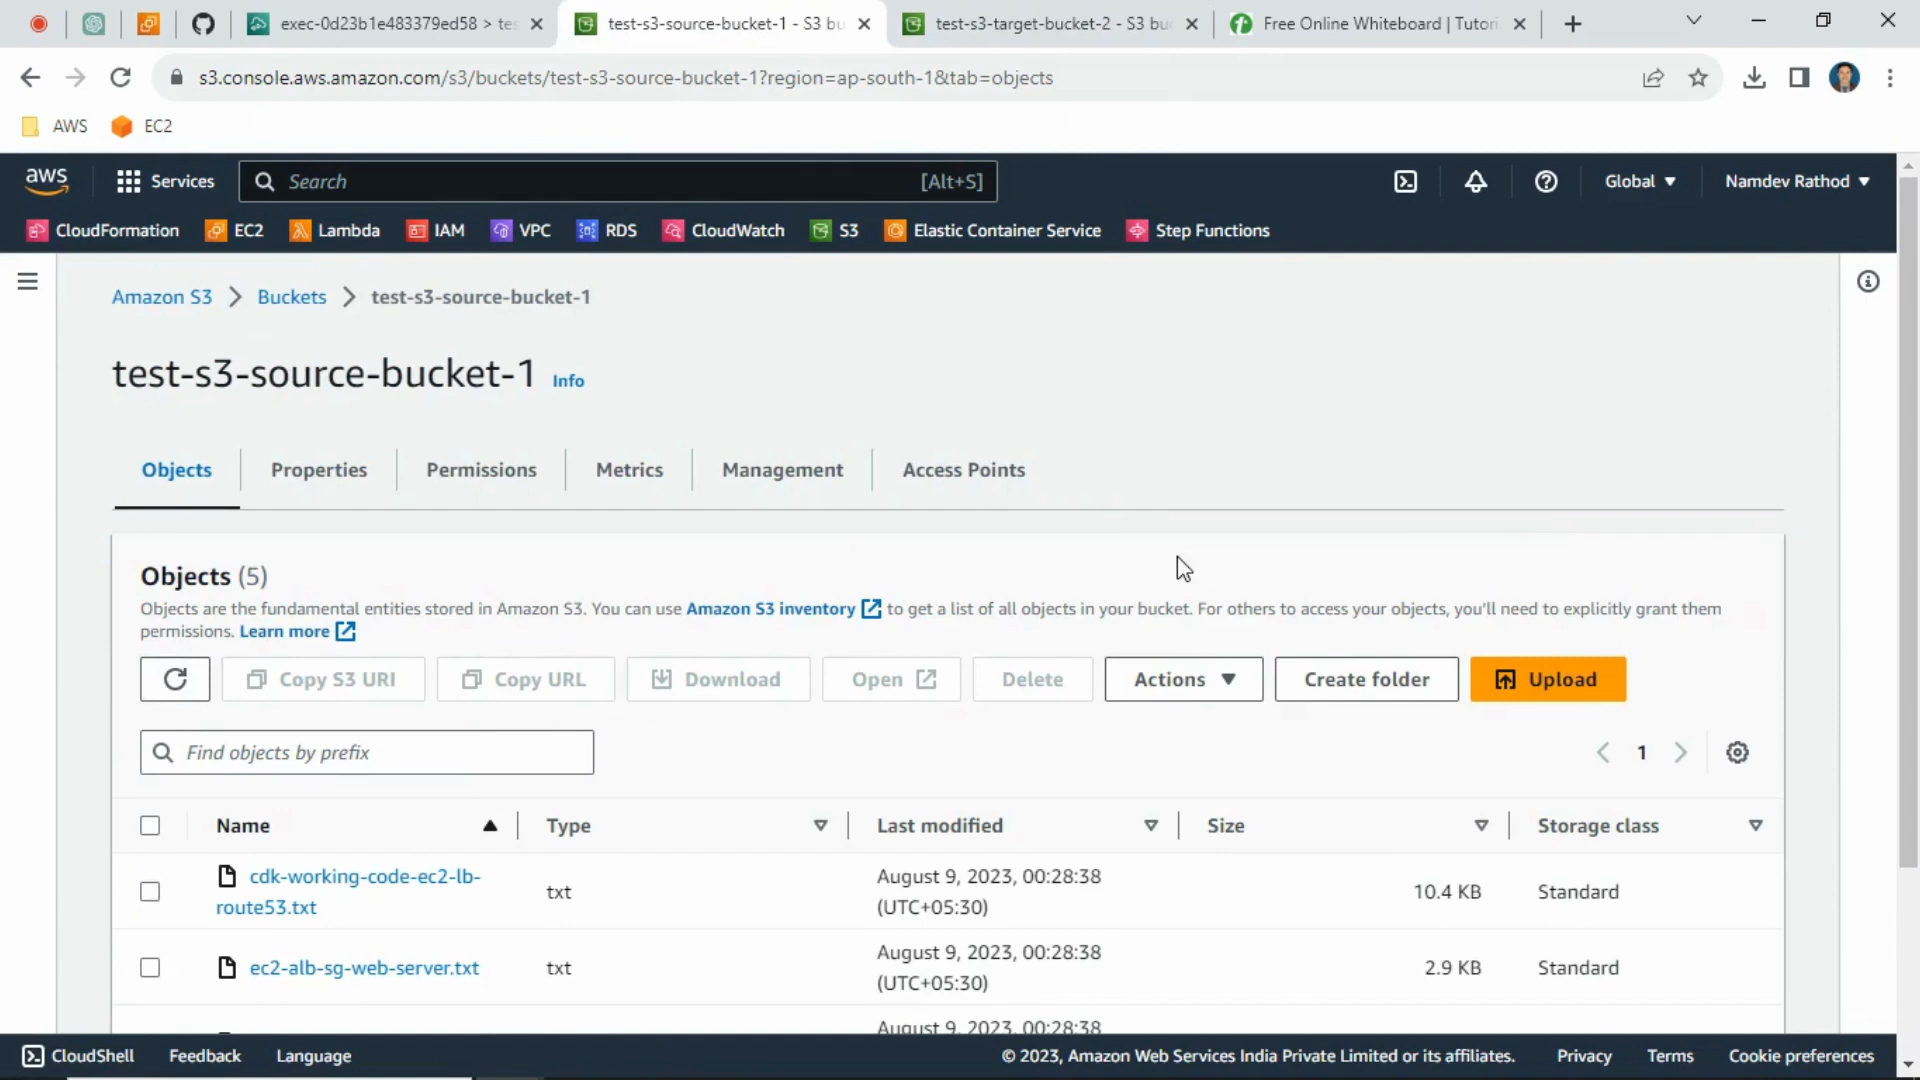 exec-0d23b1e483379ed58 > tes
test-s3-source-bucket-1 - S3 bu
test-s3-target-bucket-2 - S3 bu
Free Online Whiteboard | Tutori
s3.console.aws.amazon.com/s3/buckets/test-s3-source-bucket-1?region=ap-south-1&tab=objects
AWS EC2
aws Services Search [Alt+S] Global Namdev Rathod
CloudFormation EC2 Lambda IAM VPC RDS CloudWatch S3 Elastic Container Service Step Functions
Amazon S3 > Buckets > test-s3-source-bucket-1
test-s3-source-bucket-1 Info
Objects Properties Permissions Metrics Management Access Points
Objects (5)
Objects are the fundamental entities stored in Amazon S3. You can use Amazon S3 inventory to get a list of all objects in your bucket. For others to access your objects, you'll need to explicitly grant them
permissions. Learn more
Copy S3 URI Copy URL Download Open Delete Actions Create folder Upload
Find objects by prefix 1
Name Type Last modified Size Storage class
cdk-working-code-ec2-lb-
route53.txt
txt
August 9, 2023, 00:28:38
(UTC+05:30)
10.4 KB
Standard
ec2-alb-sg-web-server.txt
txt
August 9, 2023, 00:28:38
(UTC+05:30)
2.9 KB
Standard
August 9, 2023, 00:28:38
CloudShell Feedback Language © 2023, Amazon Web Services India Private Limited or its affiliates. Privacy Terms Cookie preferences